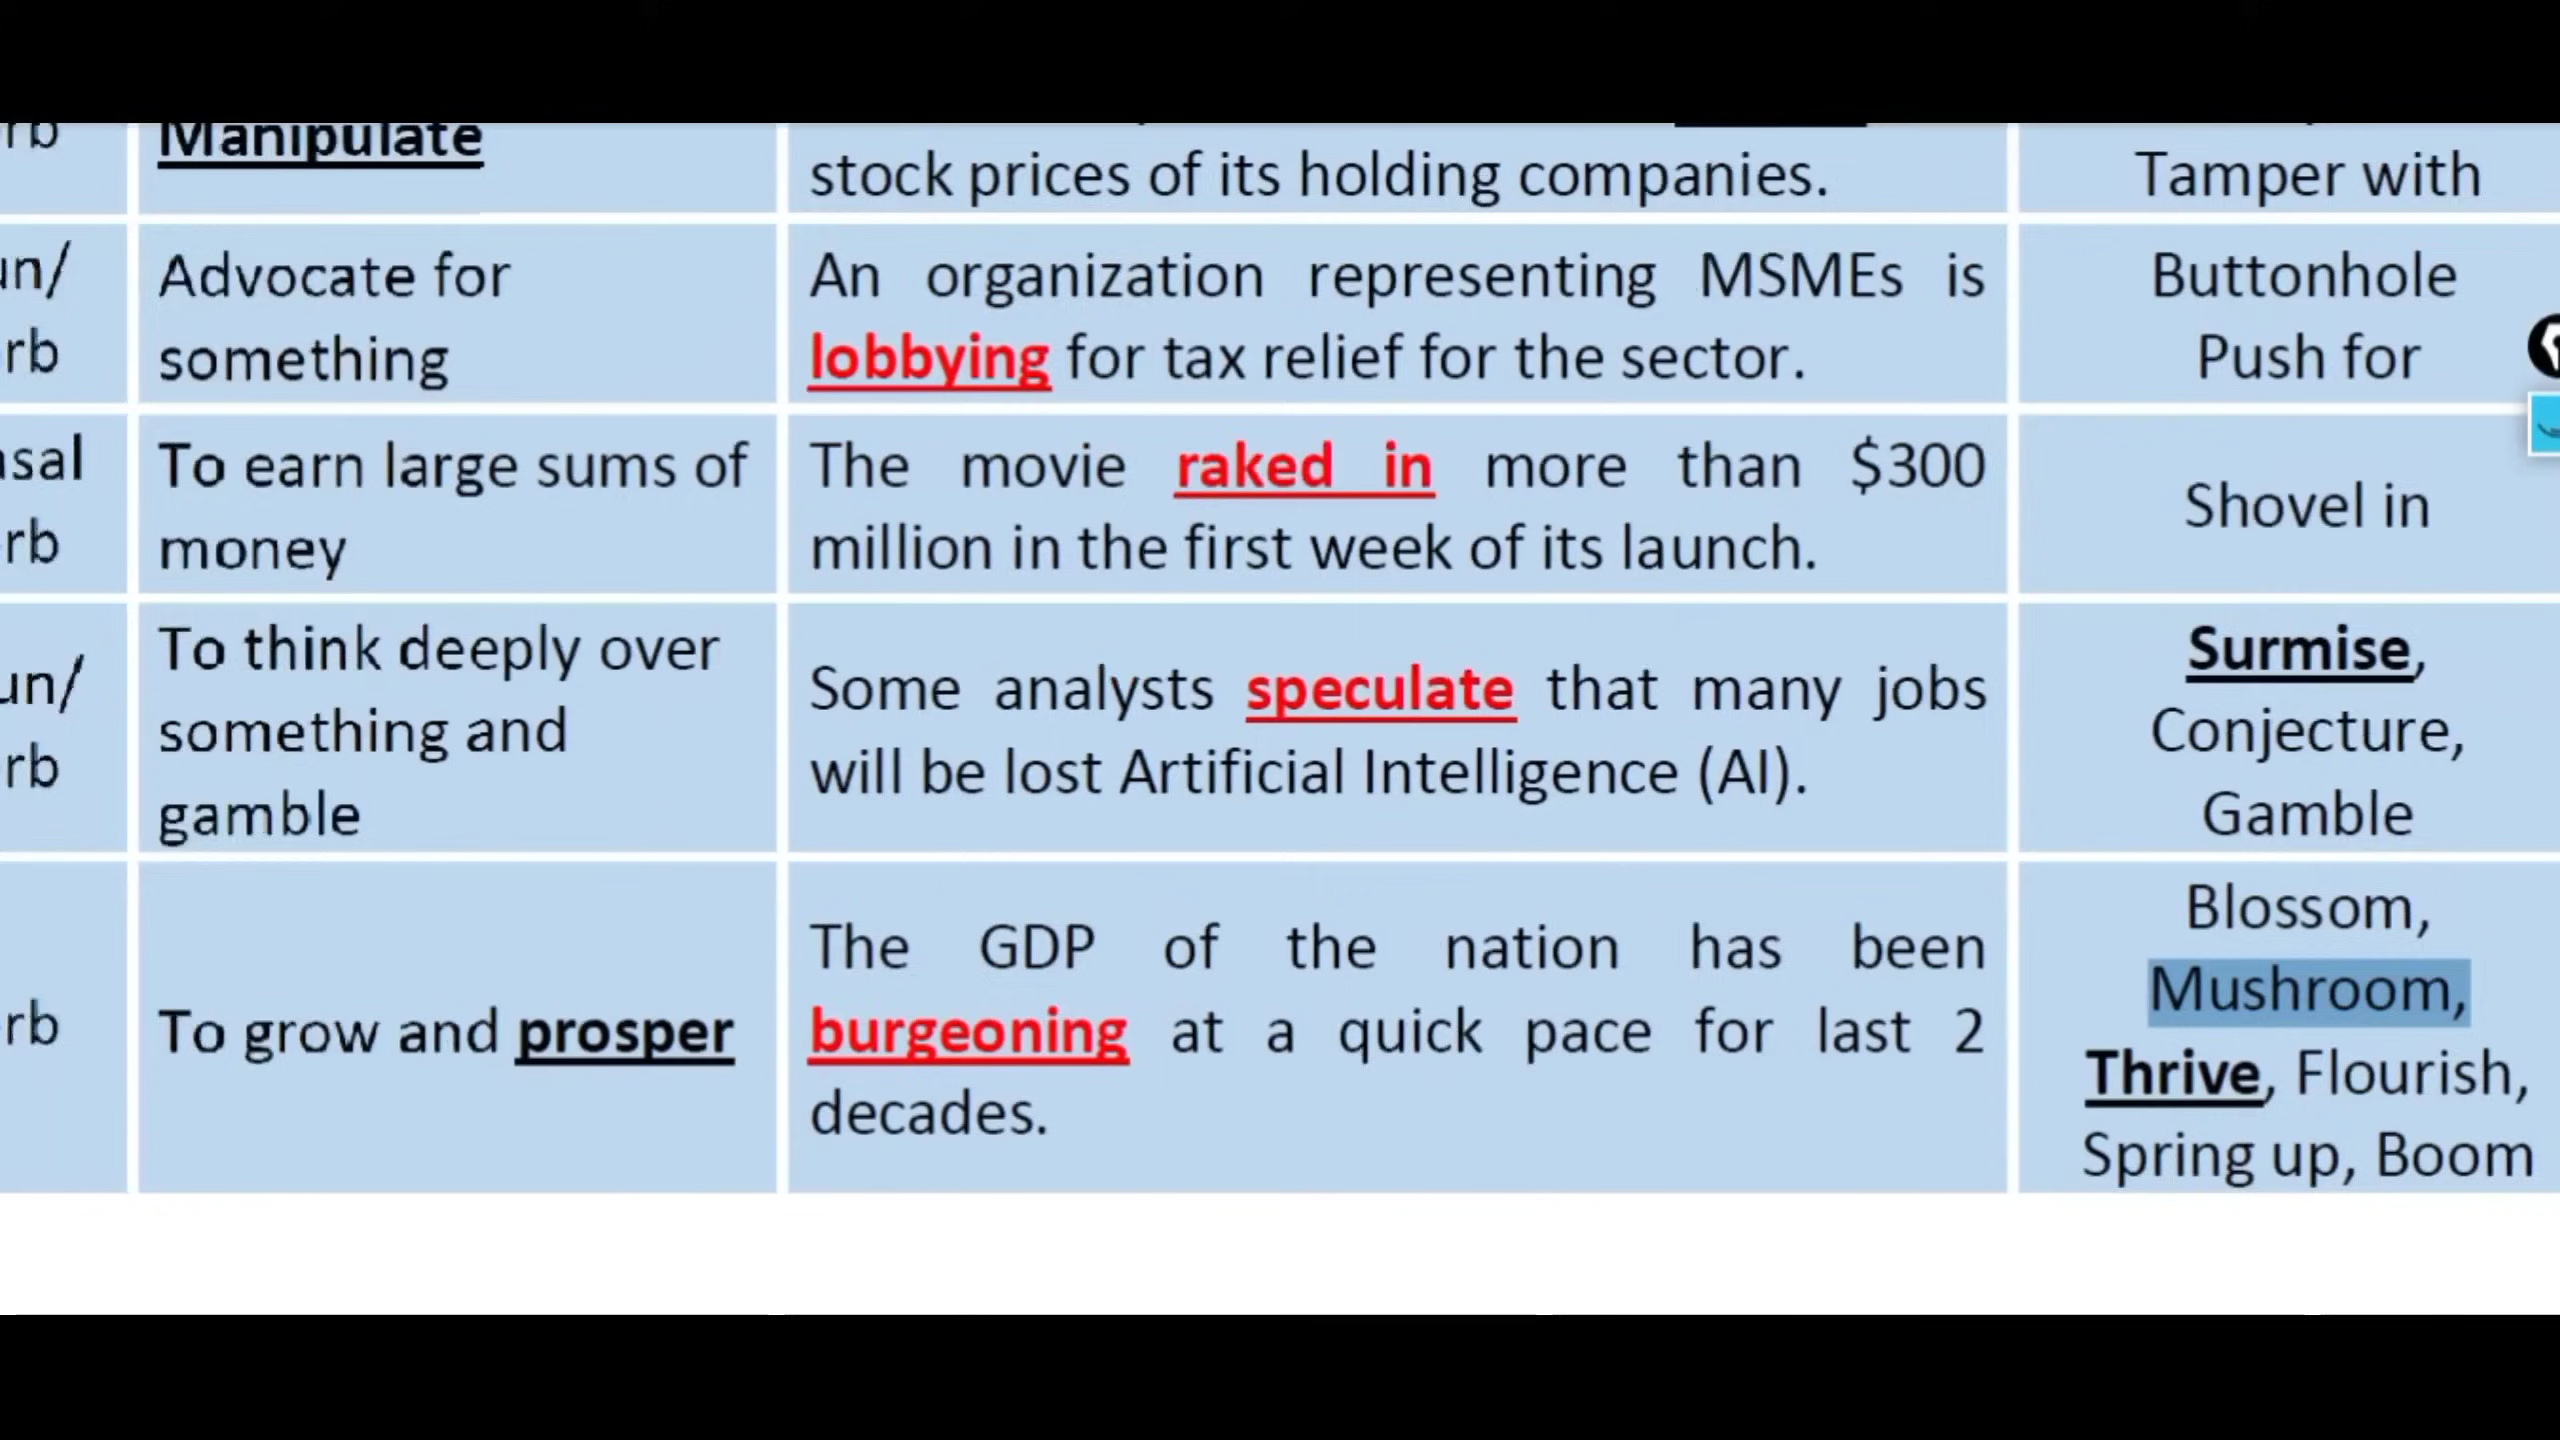 rb
Manipulate
stock prices of its holding companies.
Tamper with
un/
rb
Advocate for
something
An organization representing MSMEs is
lobbying for tax relief for the sector.
Buttonhole
Push for
asal
rb
To earn large sums of
money
The movie raked in more than $300
million in the first week of its launch.
Shovel in
un/
rb
To think deeply over
something and
gamble
Some analysts speculate that many jobs
will be lost Artificial Intelligence (AI).
Surmise,
Conjecture,
Gamble
rb
To grow and prosper
The GDP of the nation has been
burgeoning at a quick pace for last 2
decades.
Blossom,
Mushroom,
Thrive, Flourish,
Spring up, Boom